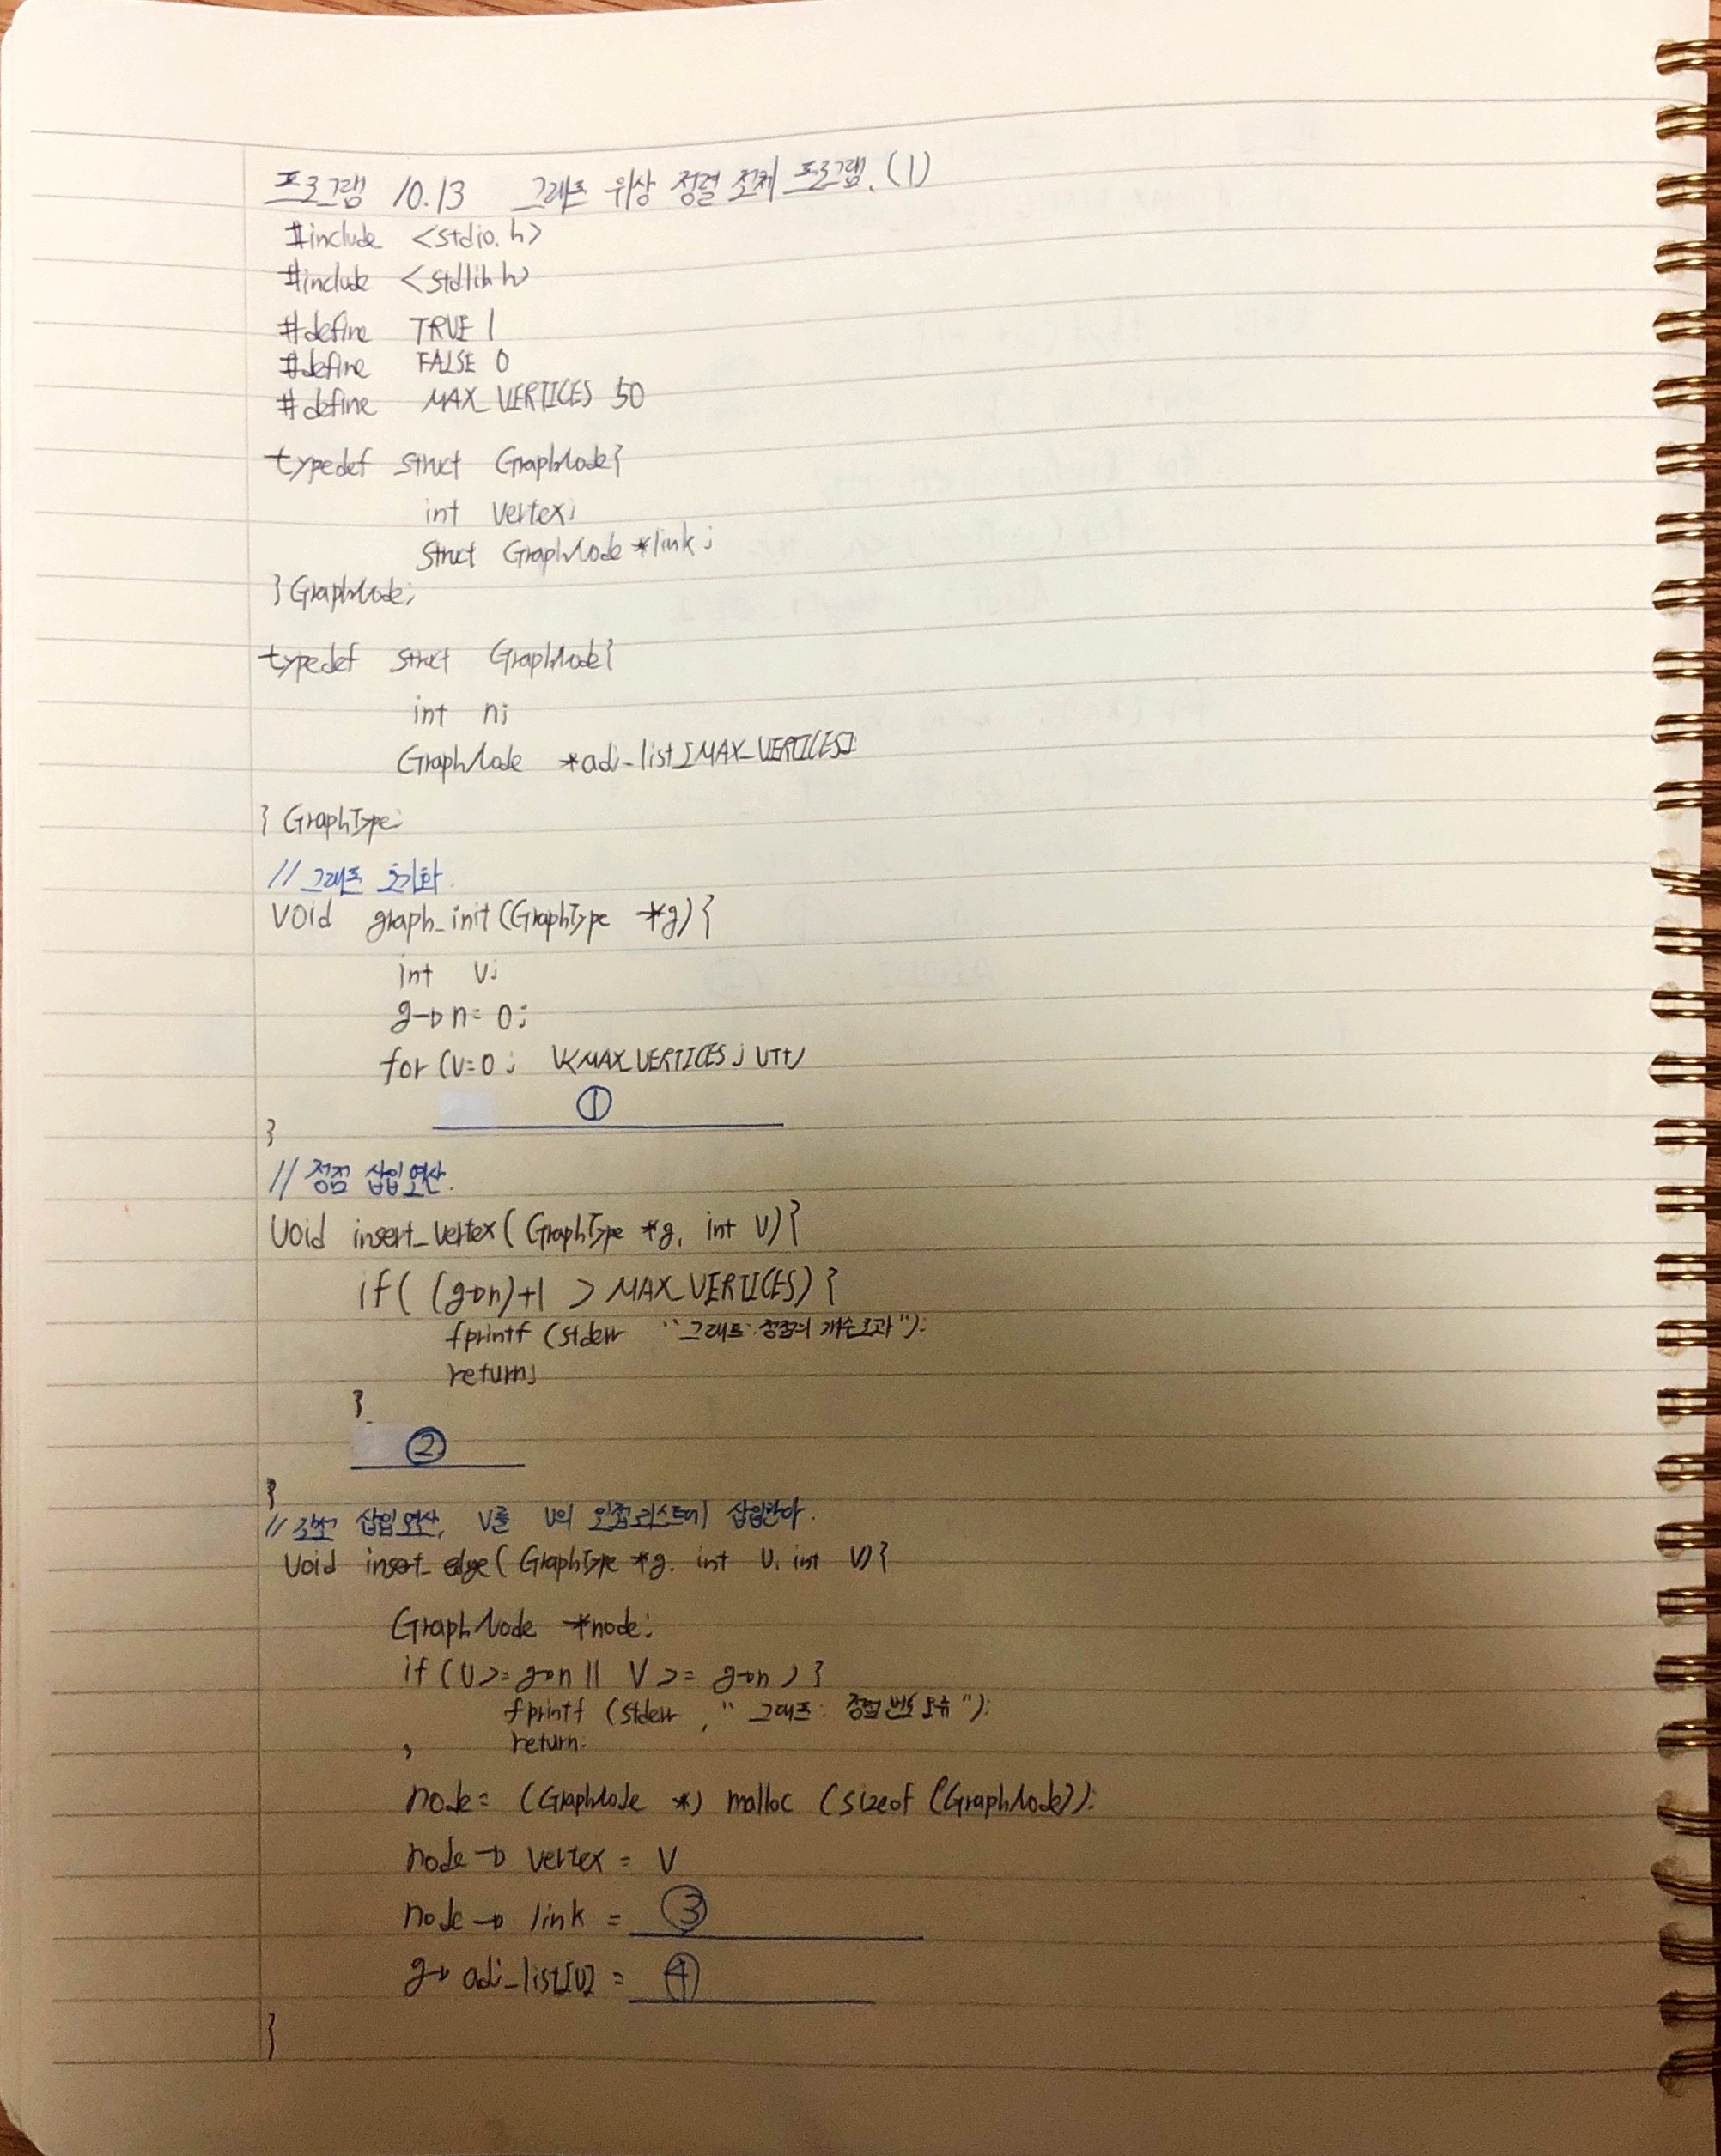 프로그램 10.13 그래프 위상 정렬 전체 프로그램. (1)
#include <stdio.h>
#include <stdlib.h>
#define TRUE 1
#define FALSE 0
#define MAX_VERTICES 50
typedef struct GraphNode{
int vertex;
struct GraphNode *link;
} GraphNode;
typedef struct GraphNode{
int n;
GraphNode *adj_list[MAX_VERTICES];
} GraphType;
// 그래프 초기화.
void graph_init(GraphType *g){
int v;
g->n = 0;
for (v=0; v<MAX_VERTICES; v++)
①
}
// 정점 삽입 연산.
void insert_vertex( GraphType *g, int v){
if( (g->n)+1 > MAX_VERTICES) {
fprintf (stderr "그래프: 정점의 개수 초과");
return;
}
②
}
// 간선 삽입 연산, v를 u의 인접리스트에 삽입한다.
void insert_edge( GraphType *g, int u, int v){
GraphNode *node;
if (u >= g->n || v >= g->n ) {
fprintf (stderr , " 그래프: 정점 번호 오류 ");
} return.
node = (GraphNode *) malloc (sizeof (GraphNode));
node -> vertex = v
node -> link = ③
g-> adj_list[u] = ④
}